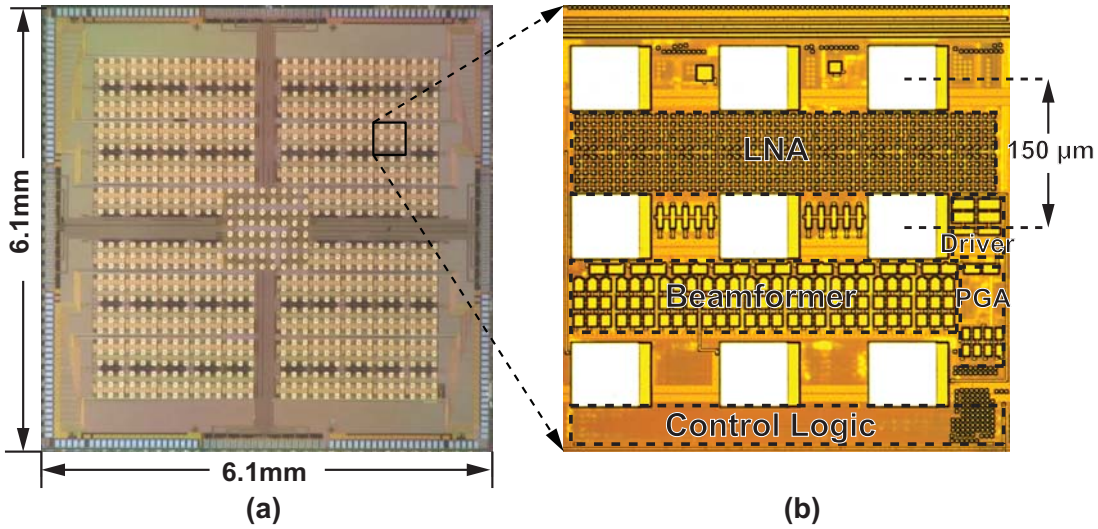 6.1mm
6.1mm
(a)
LNA
150 μm
Driver
Beamformer
PGA
Control Logic
(b)